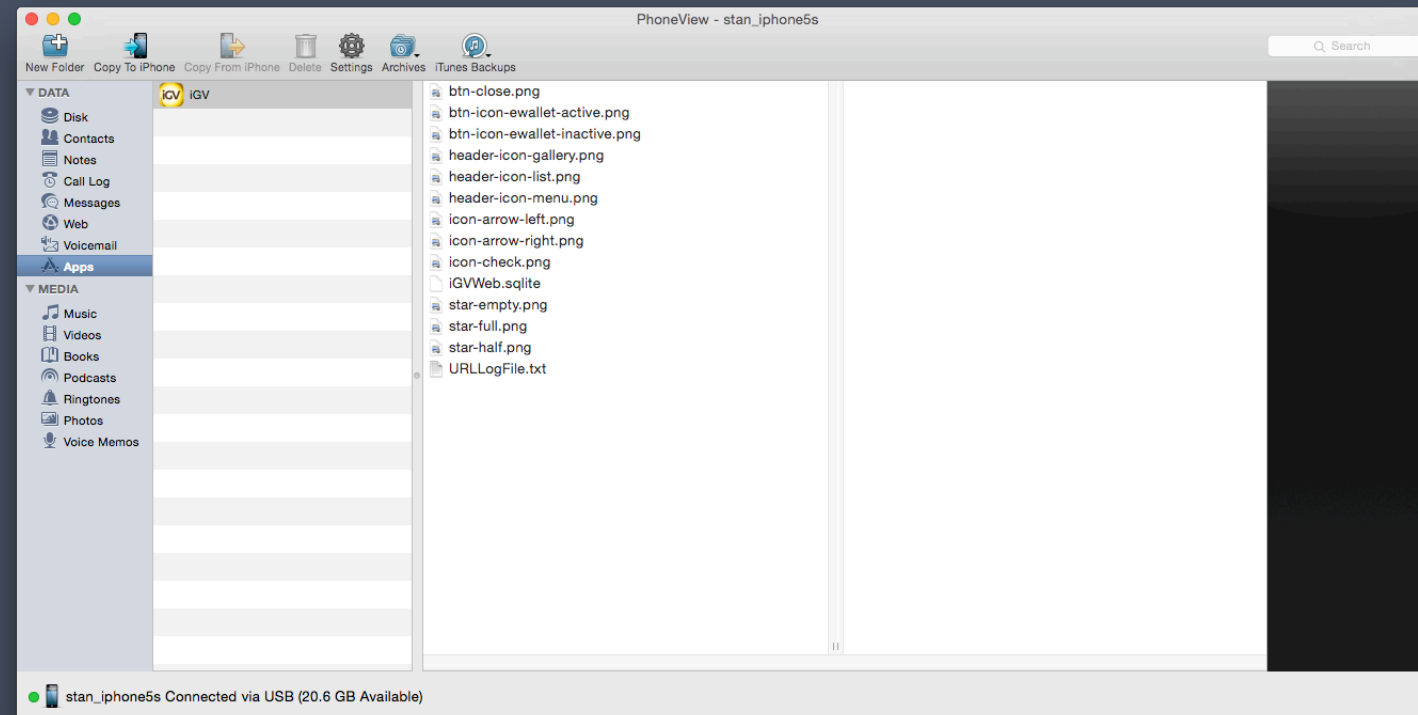 PhoneView - stan_iphone5s
New Folder Copy To iPhone Copy From iPhone Delete Settings Archives iTunes Backups
Search
DATA
Disk
Contacts
Notes
Call Log
Messages
Web
Voicemail
Apps
MEDIA
Music
Videos
Books
Podcasts
Ringtones
Photos
Voice Memos
iGV iGV
btn-close.png
btn-icon-ewallet-active.png
btn-icon-ewallet-inactive.png
header-icon-gallery.png
header-icon-list.png
header-icon-menu.png
icon-arrow-left.png
icon-arrow-right.png
icon-check.png
iGVWeb.sqlite
star-empty.png
star-full.png
star-half.png
URLLogFile.txt
stan_iphone5s Connected via USB (20.6 GB Available)